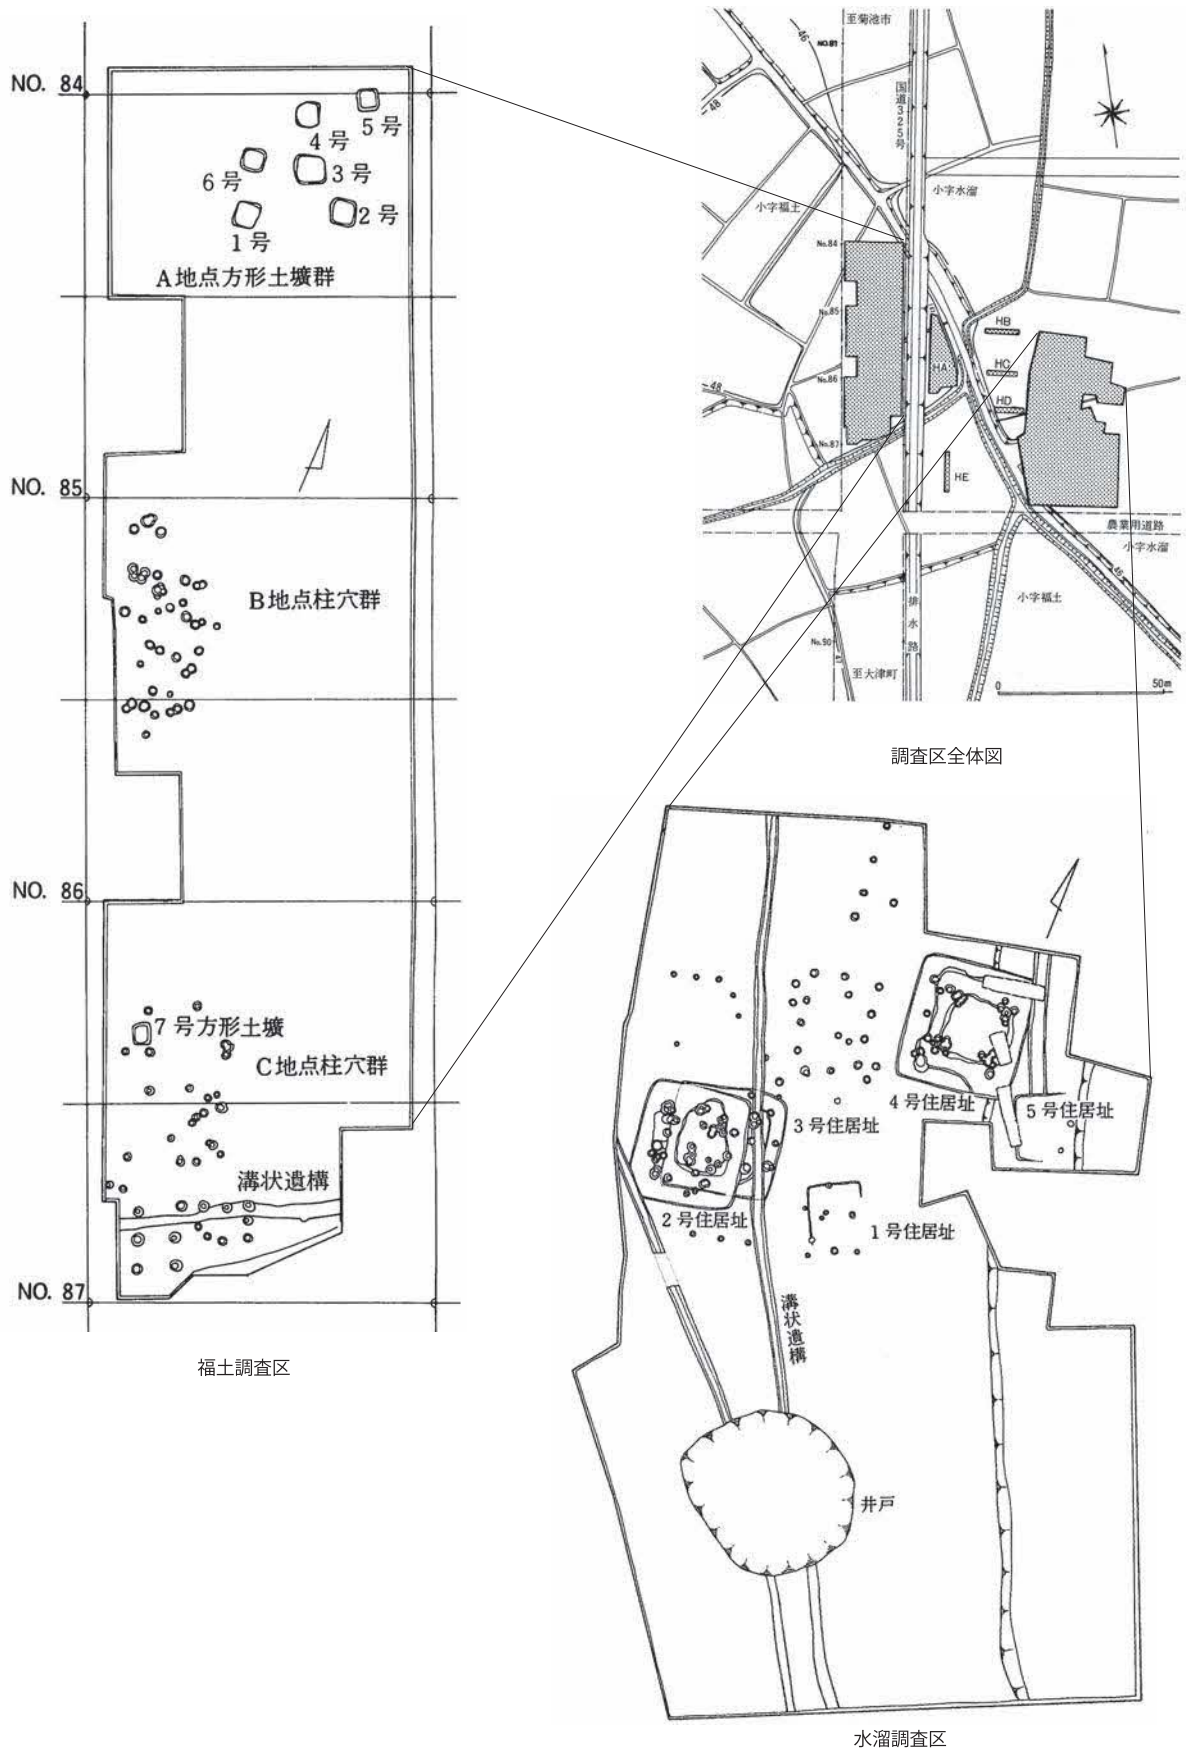 NO. 84
5号
4号
3号
6号
2号
1号
A地点方形土壙群
NO. 85
B地点柱穴群
NO. 86
7号方形土壙
C地点柱穴群
溝状遺構
NO. 87
福土調査区
至菊池市
46
NO.81
48
国道325号
小字水溜
小字福土
No.84
No.85
HB
HA
HC
No.86
48
HD
No.87
HE
農業用道路
小字水溜
46
小字福土
排水路
No.90
47
至大津町
0
50m
調査区全体図
4号住居址
5号住居址
3号住居址
2号住居址
1号住居址
溝状遺構
井戸
水溜調査区